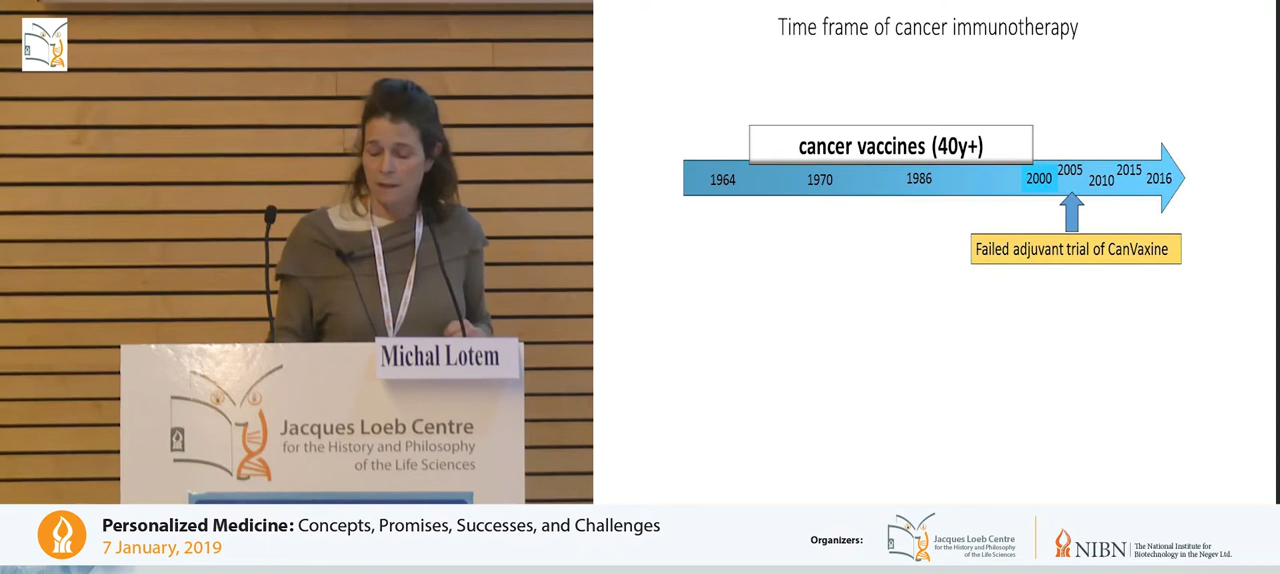 Time frame of cancer immunotherapy
cancer vaccines (40y+)
1964 1970 1986 2000 2005 2010 2015 2016
Failed adjuvant trial of CanVaxine
Michal Lotem
Jacques Loeb Centre
for the History and Philosophy
of the Life Sciences
Personalized Medicine: Concepts, Promises, Successes, and Challenges
7 January, 2019
Organizers:
Jacques Loeb Centre
for the History and Philosophy
of the Life Sciences
NIBN
The National Institute for
Biotechnology in the Negev Ltd.